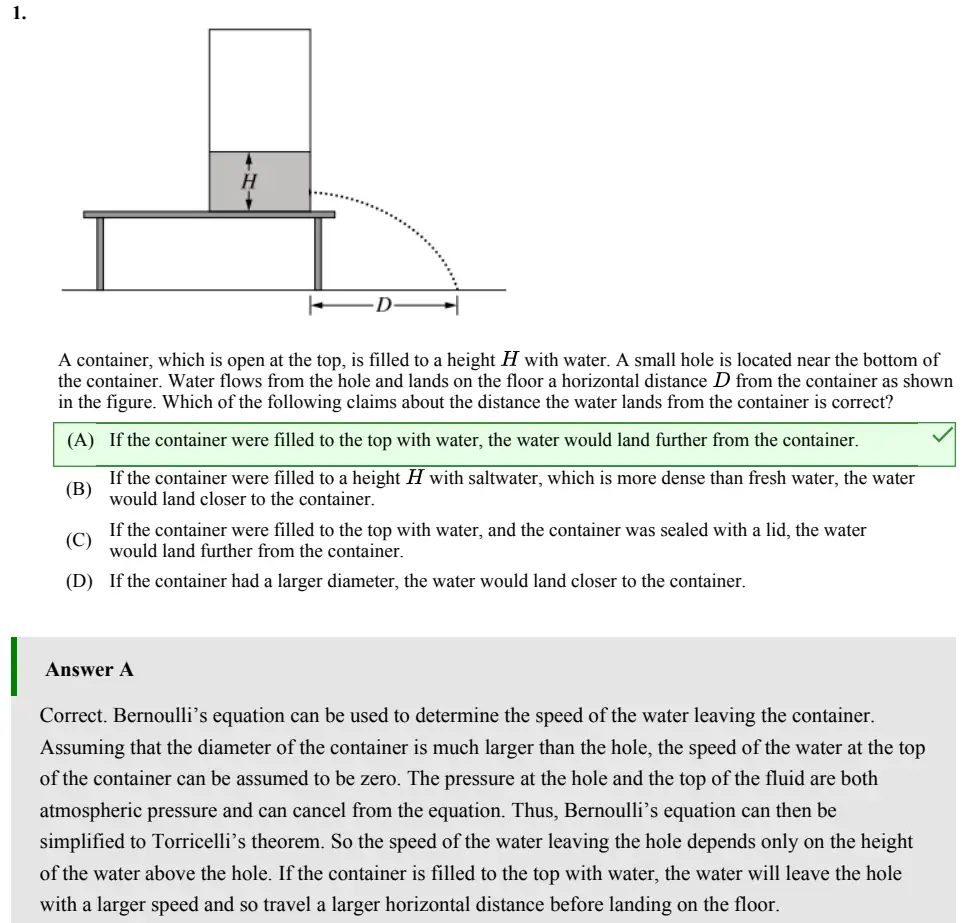 1.
H
D
A container, which is open at the top, is filled to a height H with water. A small hole is located near the bottom of
the container. Water flows from the hole and lands on the floor a horizontal distance D from the container as shown
in the figure. Which of the following claims about the distance the water lands from the container is correct?
(A) If the container were filled to the top with water, the water would land further from the container.
(B) If the container were filled to a height H with saltwater, which is more dense than fresh water, the water
would land closer to the container.
(C) If the container were filled to the top with water, and the container was sealed with a lid, the water
would land further from the container.
(D) If the container had a larger diameter, the water would land closer to the container.
Answer A
Correct. Bernoulli’s equation can be used to determine the speed of the water leaving the container.
Assuming that the diameter of the container is much larger than the hole, the speed of the water at the top
of the container can be assumed to be zero. The pressure at the hole and the top of the fluid are both
atmospheric pressure and can cancel from the equation. Thus, Bernoulli’s equation can then be
simplified to Torricelli’s theorem. So the speed of the water leaving the hole depends only on the height
of the water above the hole. If the container is filled to the top with water, the water will leave the hole
with a larger speed and so travel a larger horizontal distance before landing on the floor.